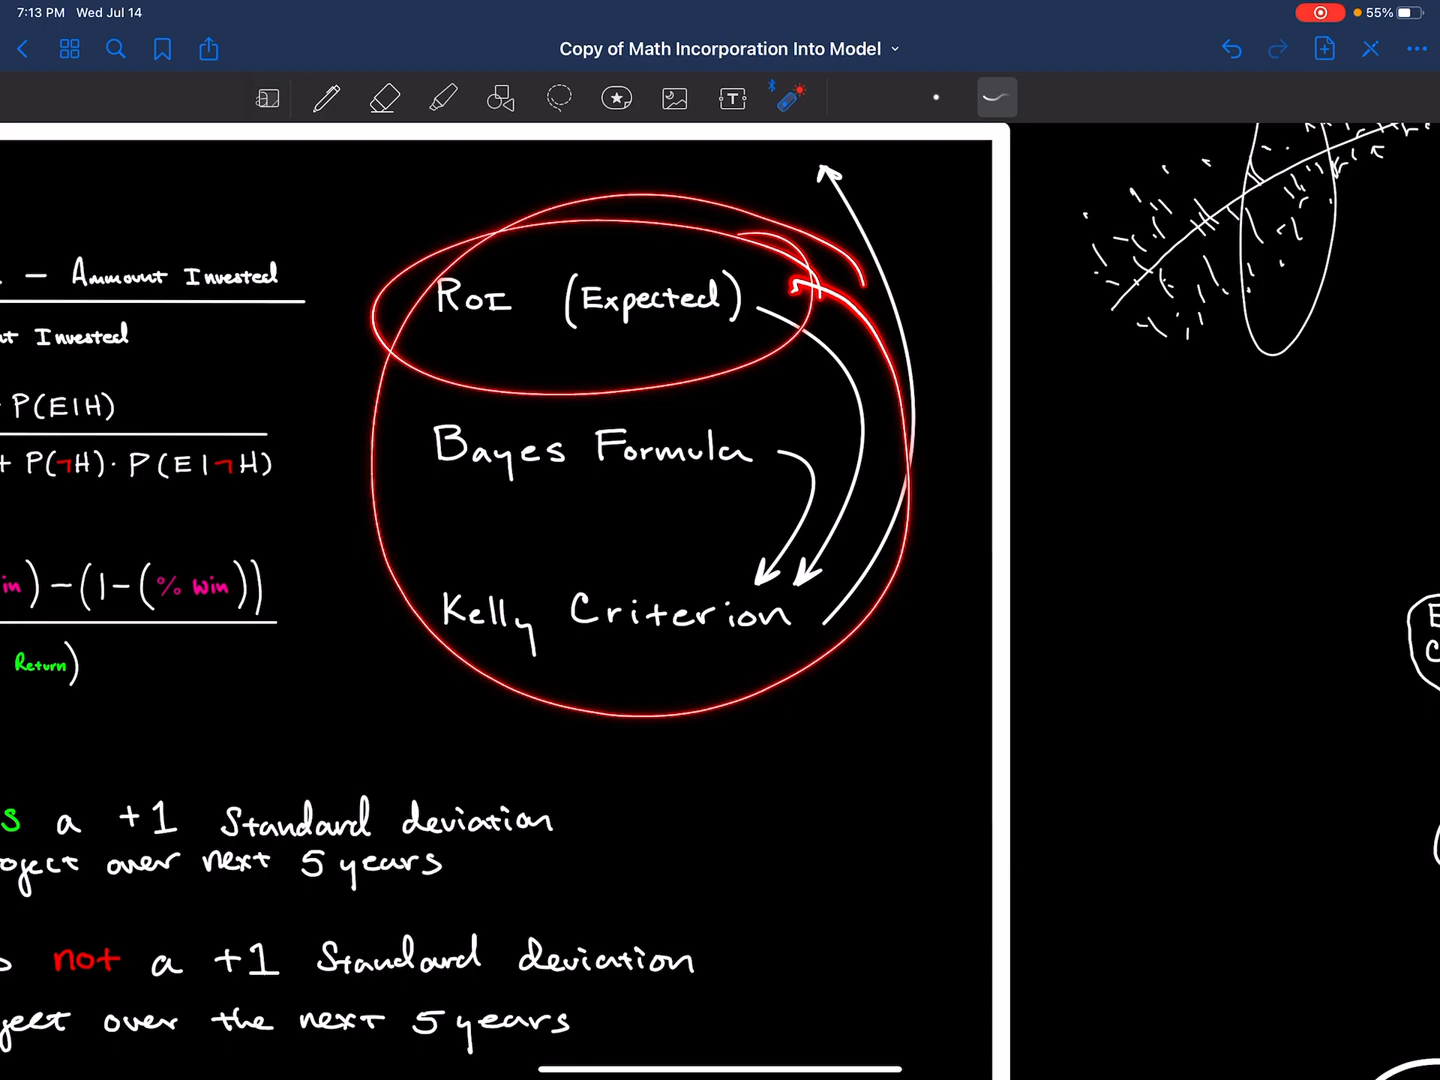 7:13 PM Wed Jul 14
55%
Copy of Math Incorporation Into Model
- Ammount Invested
Invested
P(E|H)
+ P(¬H) · P(E|¬H)
) - (1 - (% Win))
Return)
ROI (Expected)
Bayes Formula
Kelly Criterion
a +1 Standard deviation
over next 5 years
not a +1 Standard deviation
over the next 5 years
E
C